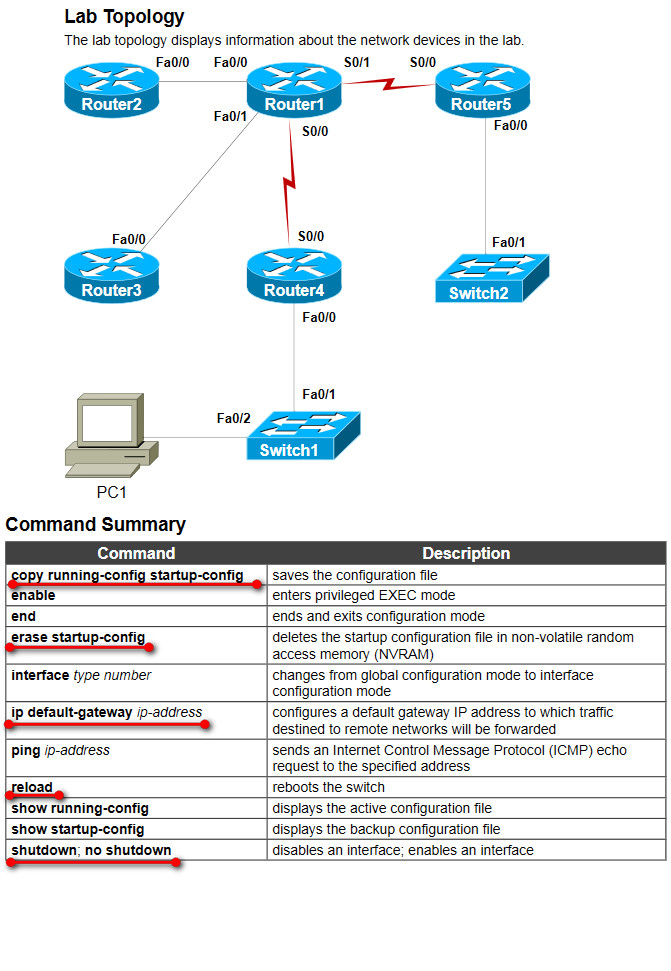 Lab Topology
The lab topology displays information about the network devices in the lab.
Fa0/0 Fa0/0 S0/1 S0/0
Router2 Router1 Router5
Fa0/1 S0/0 Fa0/0
Fa0/0 S0/0 Fa0/1
Router3 Router4 Switch2
Fa0/0
Fa0/1
Fa0/2
Switch1
PC1
Command Summary
Command Description
copy running-config startup-config saves the configuration file
enable enters privileged EXEC mode
end ends and exits configuration mode
erase startup-config deletes the startup configuration file in non-volatile random
access memory (NVRAM)
interface type number changes from global configuration mode to interface
configuration mode
ip default-gateway ip-address configures a default gateway IP address to which traffic
destined to remote networks will be forwarded
ping ip-address sends an Internet Control Message Protocol (ICMP) echo
request to the specified address
reload reboots the switch
show running-config displays the active configuration file
show startup-config displays the backup configuration file
shutdown; no shutdown disables an interface; enables an interface